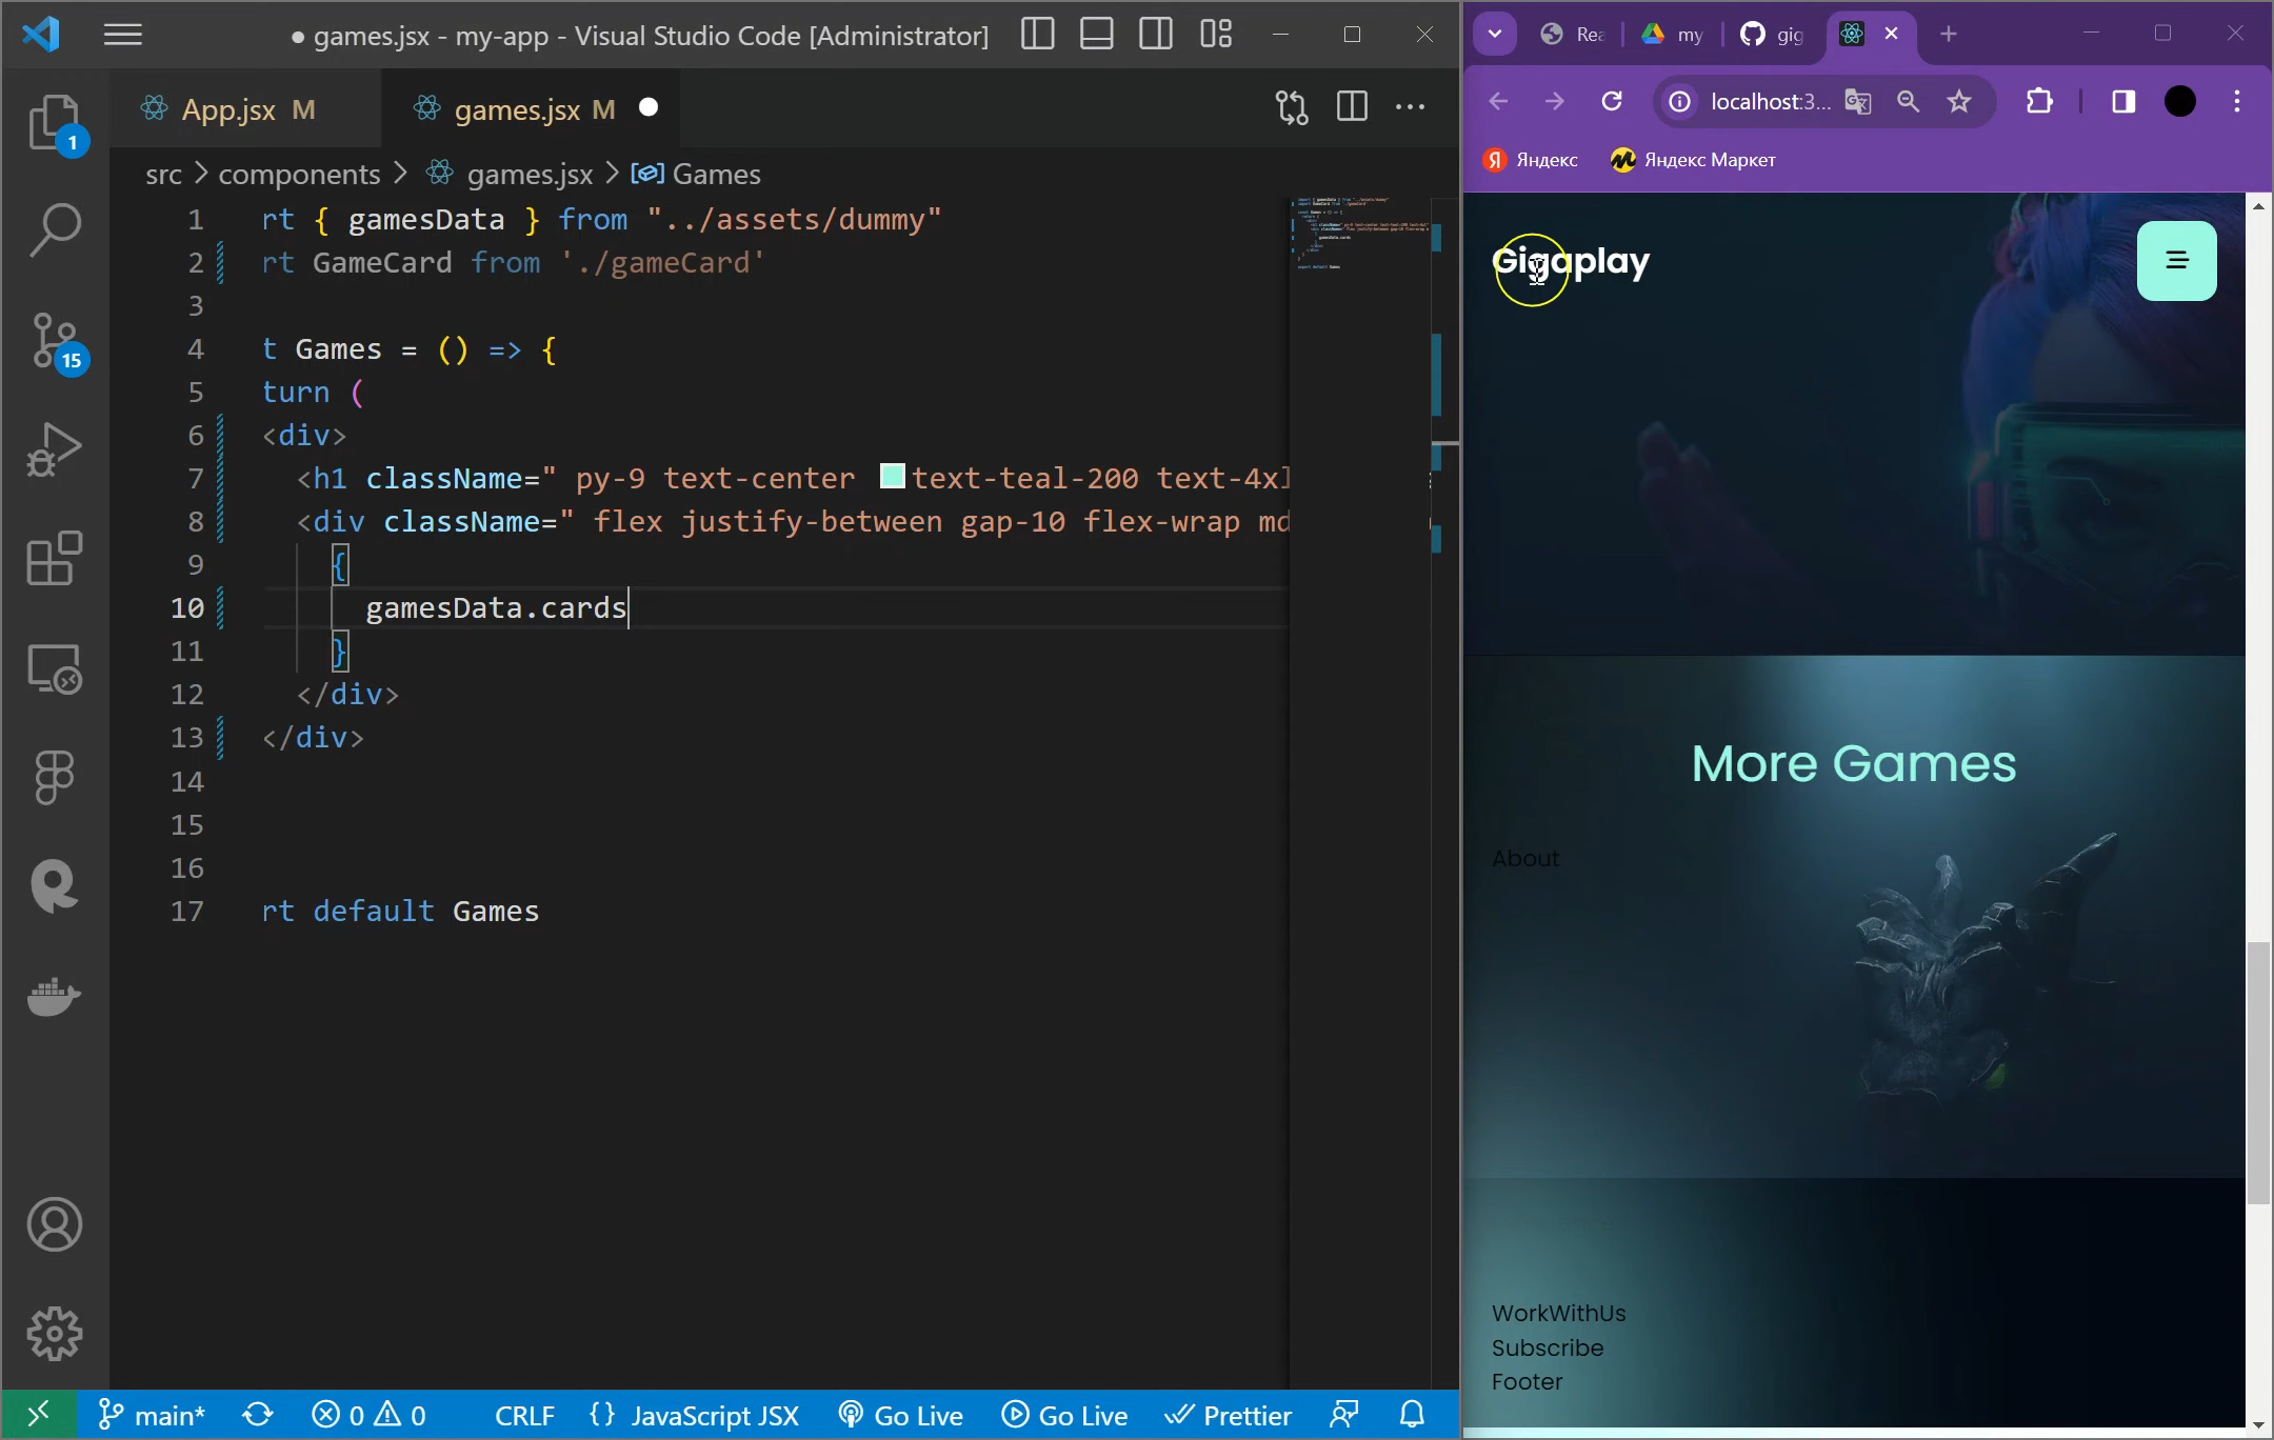 ● games.jsx - my-app - Visual Studio Code [Administrator]
App.jsx M
games.jsx M
src > components > games.jsx > Games
1 rt { gamesData } from "../assets/dummy"
2 rt GameCard from './gameCard'
3
4 t Games = () => {
5 turn (
6 <div>
7 <h1 className=" py-9 text-center text-teal-200 text-4xl
8 <div className=" flex justify-between gap-10 flex-wrap md
9 {
10 gamesData.cards
11 }
12 </div>
13 </div>
14
15
16
17 rt default Games
1
15
main* 0 0 CRLF {} JavaScript JSX Go Live Go Live Prettier
Rea my gig
localhost:3...
Яндекс Яндекс Маркет
Gigaplay
More Games
About
WorkWithUs
Subscribe
Footer